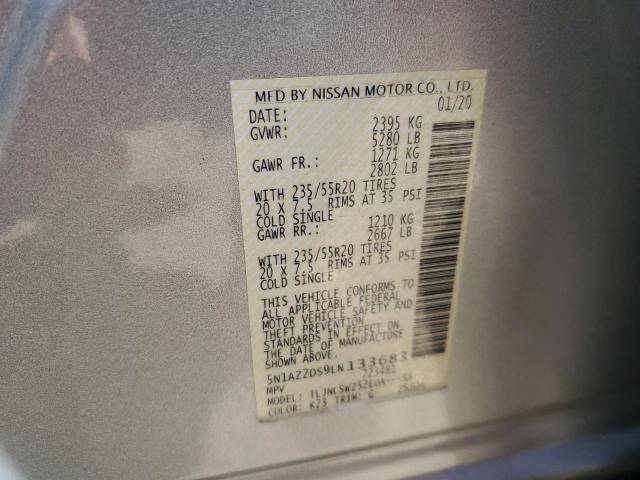 MFD BY NISSAN MOTOR CO., LTD.
DATE: 01/20
GVWR: 2395 KG
5280 LB
GAWR FR.: 1271 KG
2802 LB
WITH 235/55R20 TIRES
20 X 7.5 RIMS AT 35 PSI
COLD SINGLE
GAWR RR.: 1210 KG
2667 LB
WITH 235/55R20 TIRES
20 X 7.5 RIMS AT 35 PSI
COLD SINGLE
THIS VEHICLE CONFORMS TO
ALL APPLICABLE FEDERAL
MOTOR VEHICLE SAFETY AND
THEFT PREVENTION
STANDARDS IN EFFECT ON
DATE OF MANUFACTURE
SHOWN ABOVE.
5N1AZ2DS9LN133683
MPV 223481
MODEL:
COLOR: K23 TRIM: G